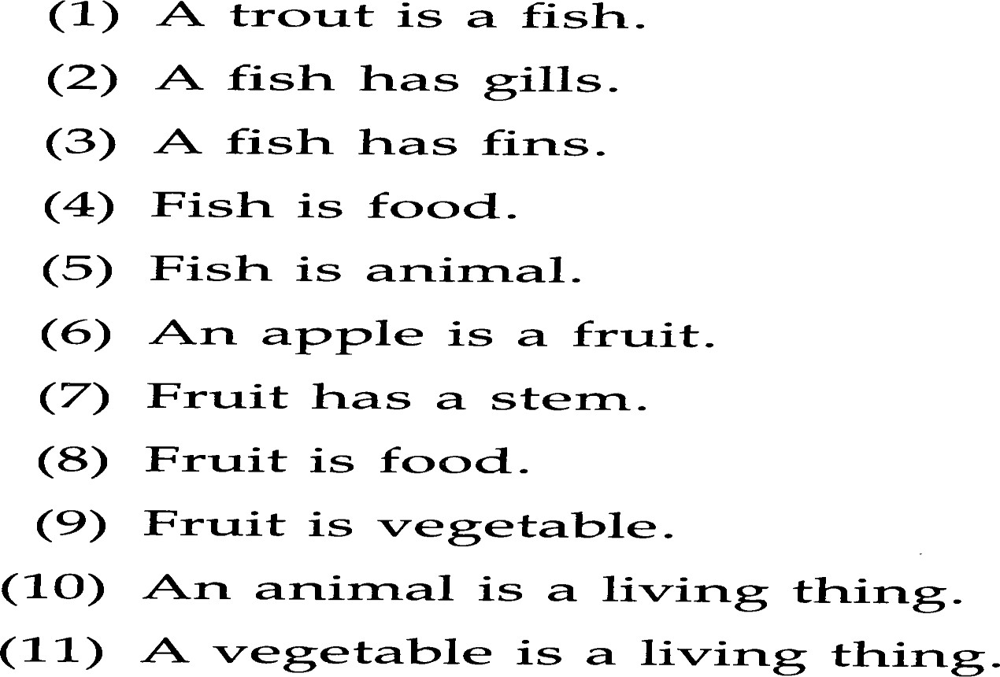 (1) A trout is a fish.
(2) A fish has gills.
(3) A fish has fins.
(4) Fish is food.
(5) Fish is animal.
(6) An apple is a fruit.
(7) Fruit has a stem.
(8) Fruit is food.
(9) Fruit is vegetable.
(10) An animal is a living thing.
(11) A vegetable is a living thing.